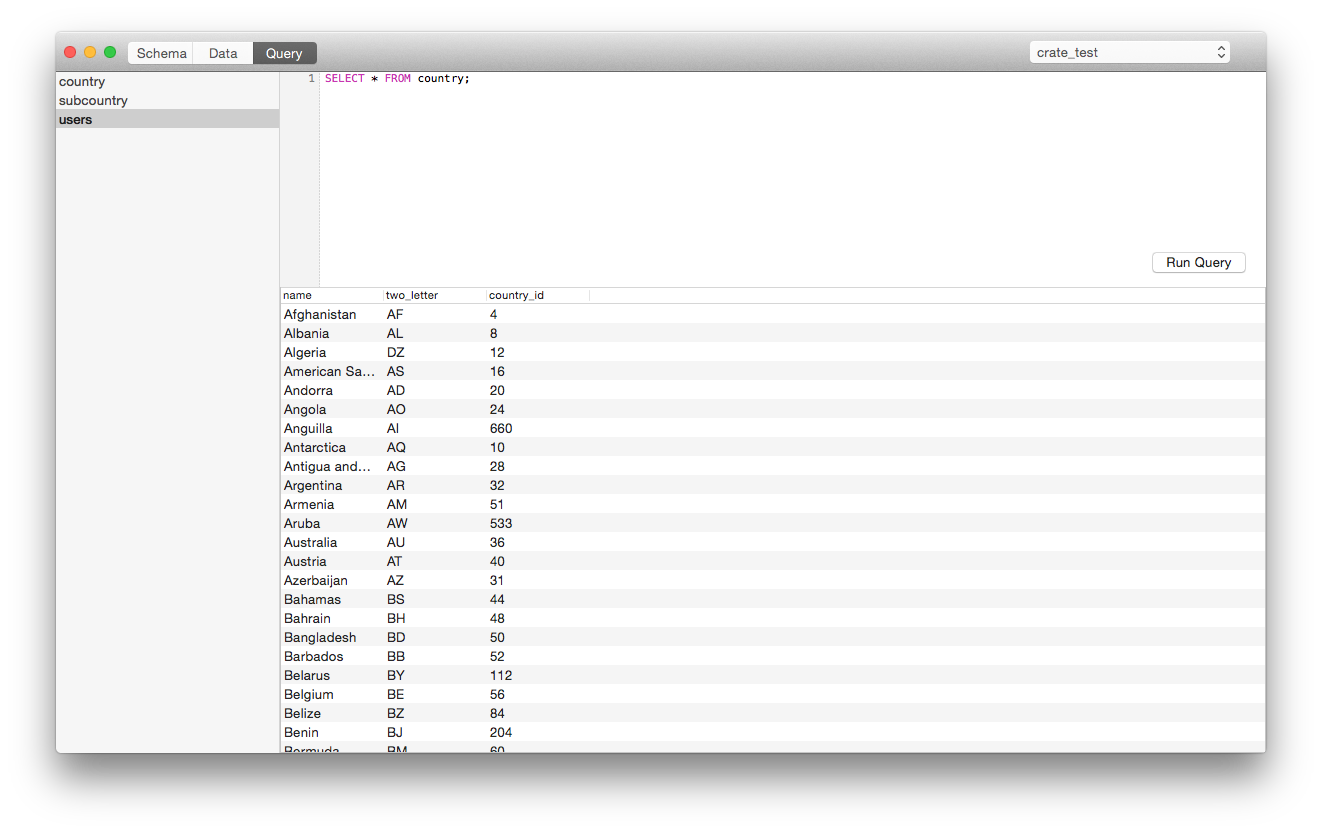 Schema Data Query crate_test
country
subcountry
users
1 SELECT * FROM country;
Run Query
name two_letter country_id
Afghanistan AF 4
Albania AL 8
Algeria DZ 12
American Sa... AS 16
Andorra AD 20
Angola AO 24
Anguilla AI 660
Antarctica AQ 10
Antigua and... AG 28
Argentina AR 32
Armenia AM 51
Aruba AW 533
Australia AU 36
Austria AT 40
Azerbaijan AZ 31
Bahamas BS 44
Bahrain BH 48
Bangladesh BD 50
Barbados BB 52
Belarus BY 112
Belgium BE 56
Belize BZ 84
Benin BJ 204
Bermuda BM 60